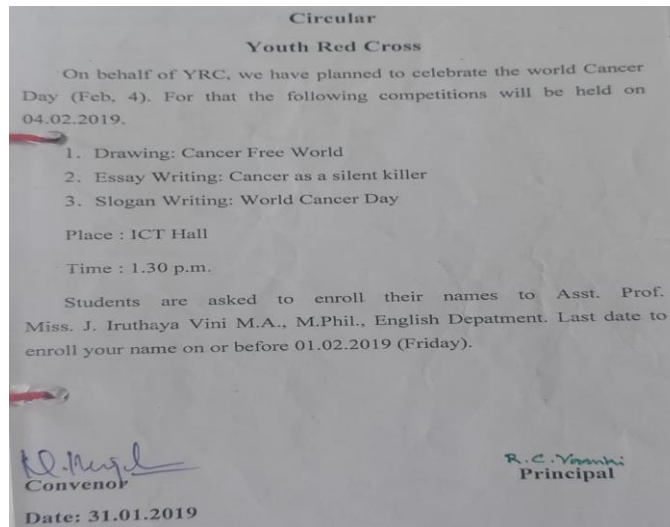 Circular
Youth Red Cross
On behalf of YRC, we have planned to celebrate the world Cancer
Day (Feb, 4). For that the following competitions will be held on
04.02.2019.
1. Drawing: Cancer Free World
2. Essay Writing: Cancer as a silent killer
3. Slogan Writing: World Cancer Day
Place : ICT Hall
Time : 1.30 p.m.
Students are asked to enroll their names to Asst. Prof.
Miss. J. Iruthaya Vini M.A., M.Phil., English Depatment. Last date to
enroll your name on or before 01.02.2019 (Friday).
R. C.
Convenor
Principal
Date: 31.01.2019